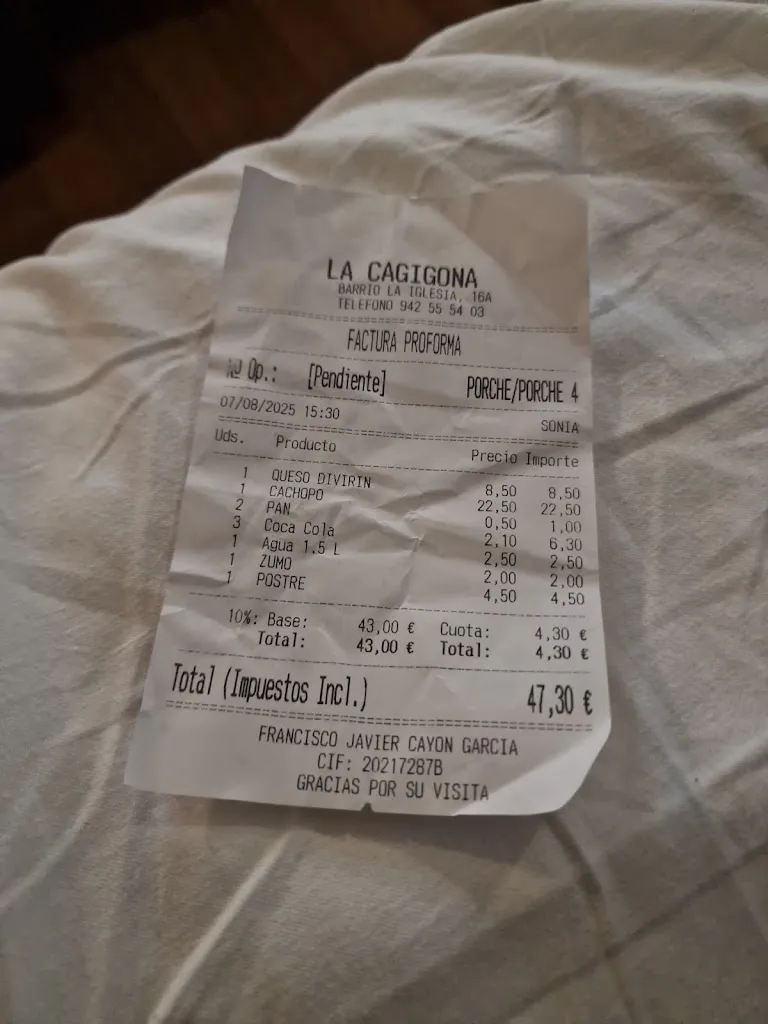 LA CAGIGONA
BARRIO LA IGLESIA, 16A
TELEFONO 942 55 54 03
FACTURA PROFORMA
Nº Op.: [Pendiente] PORCHE/PORCHE 4
07/08/2025 15:30 SONIA
Uds. Producto Precio Importe
1 QUESO DIVIRIN 8,50 8,50
1 CACHOPO 22,50 22,50
2 PAN 0,50 1,00
3 Coca Cola 2,10 6,30
1 Agua 1.5 L 2,50 2,50
1 ZUMO 2,00 2,00
1 POSTRE 4,50 4,50
10%: Base: 43,00 € Cuota: 4,30 €
Total: 43,00 € Total: 4,30 €
Total (Impuestos Incl.) 47,30 €
FRANCISCO JAVIER CAYON GARCIA
CIF: 20217287B
GRACIAS POR SU VISITA